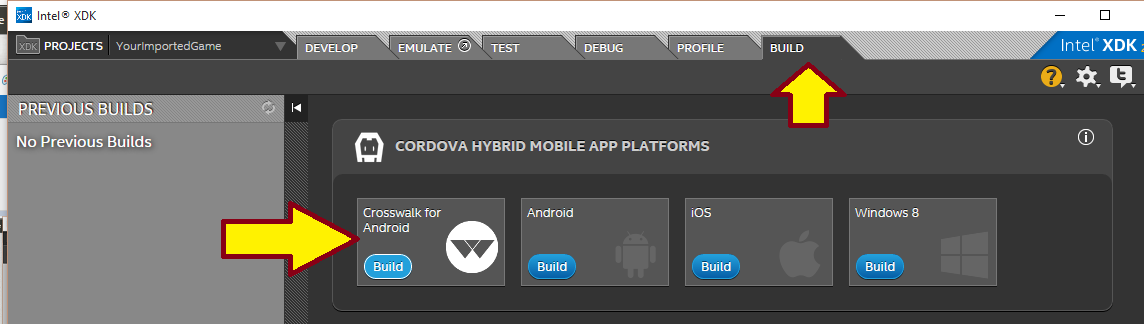 Intel® XDK
XDK PROJECTS YourImportedGame DEVELOP EMULATE TEST DEBUG PROFILE BUILD Intel® XDK
PREVIOUS BUILDS
No Previous Builds
CORDOVA HYBRID MOBILE APP PLATFORMS
Crosswalk for
Android
Build
Android
Build
iOS
Build
Windows 8
Build